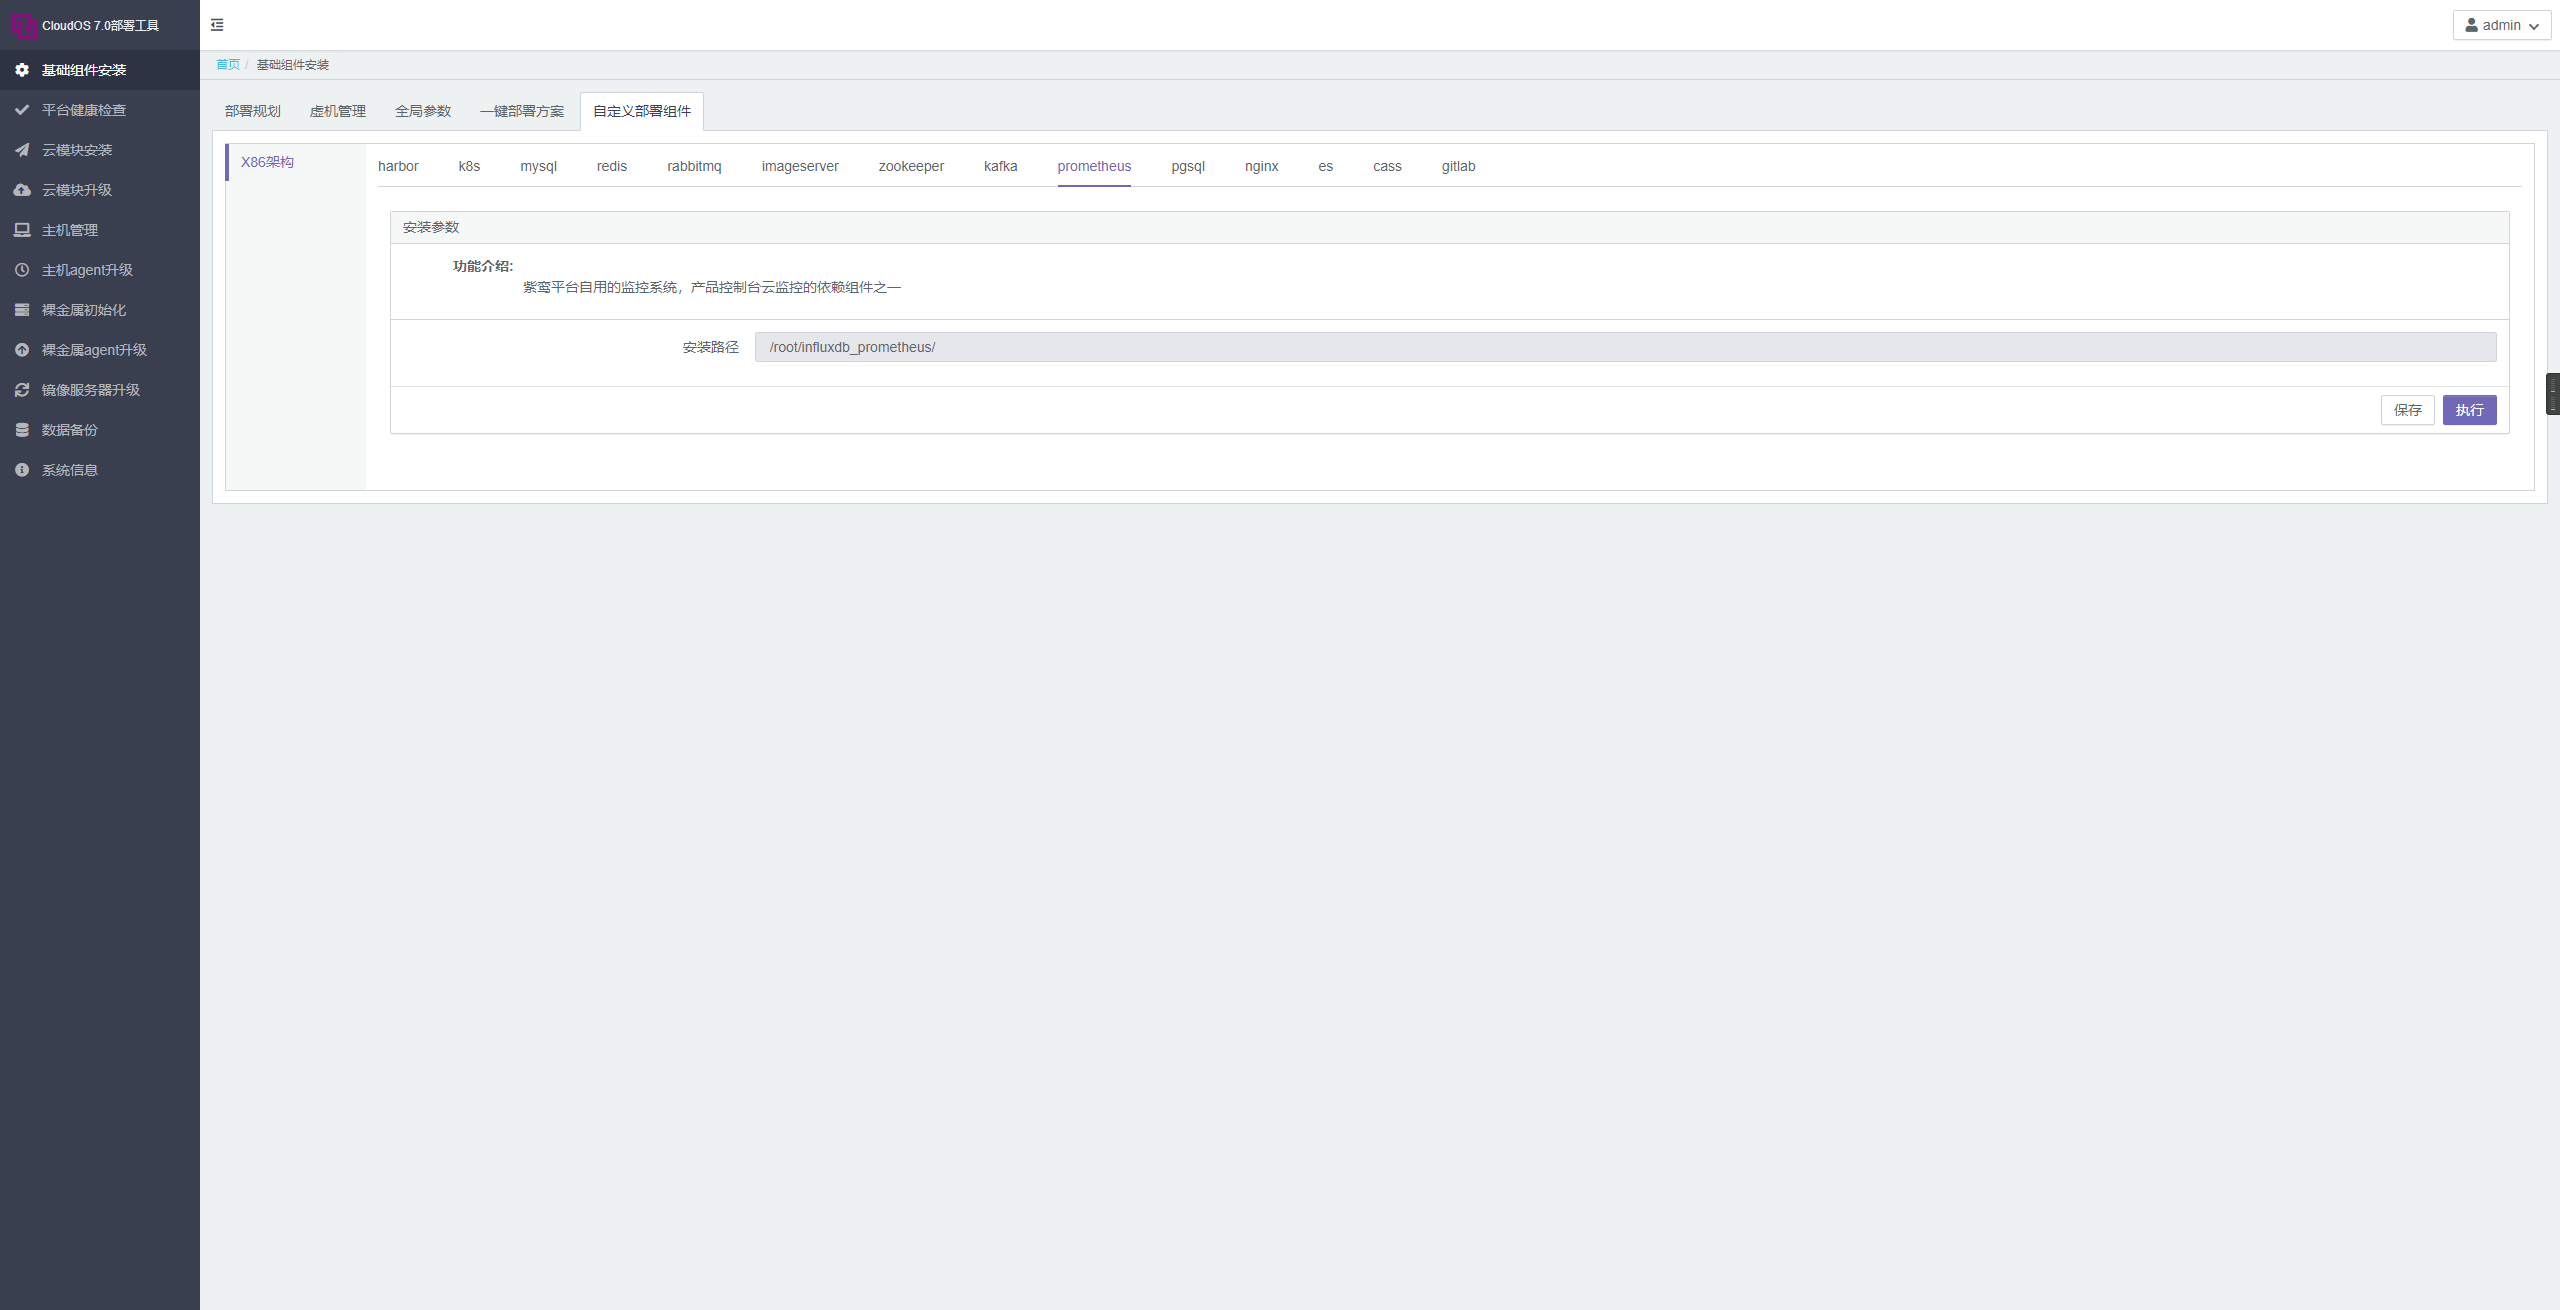 CloudOS 7.0部署工具
admin
基础组件安装
平台健康检查
云模块安装
云模块升级
主机管理
主机agent升级
裸金属初始化
裸金属agent升级
镜像服务器升级
数据备份
系统信息
首页 / 基础组件安装
部署规划 虚机管理 全局参数 一键部署方案 自定义部署组件
X86架构
harbor k8s mysql redis rabbitmq imageserver zookeeper kafka prometheus pgsql nginx es cass gitlab
安装参数
功能介绍:
紫鸾平台自用的监控系统，产品控制台云监控的依赖组件之一
安装路径 /root/influxdb_prometheus/
保存 执行